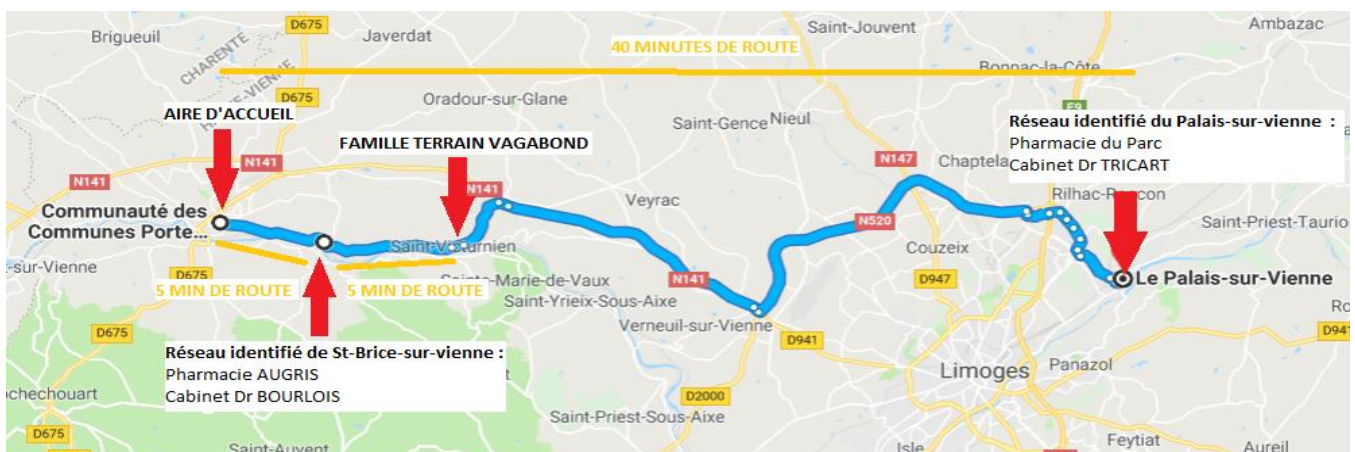 D675
Brigueuil
Javerdat
Saint-Jouvent
Ambazac
40 MINUTES DE ROUTE
CHARENTE
Bonnac-la-Côte
D675
Oradour-sur-Glane
E9
AIRE D'ACCUEIL
Saint-Gence
Nieul
Réseau identifié du Palais-sur-vienne :
Pharmacie du Parc
Cabinet Dr TRICART
FAMILLE TERRAIN VAGABOND
N147
Chaptela
N141
N141
N141
Rilhac-Rancon
Veyrac
Communauté des
Communes Porte...
N520
Saint-Priest-Taurio
Couzeix
-sur-Vienne
D675
Sainte-Marie-de-Vaux
N141
D947
Le Palais-sur-Vienne
5 MIN DE ROUTE
5 MIN DE ROUTE
Saint-Yrieix-Sous-Aixe
Verneuil-sur-Vienne
D675
D941
D941
Réseau identifié de St-Brice-sur-vienne :
Pharmacie AUGRIS
Cabinet Dr BOURLOIS
Panazol
Limoges
ochechouart
D2000
Saint-Priest-Sous-Aixe
D675
Feytiat
Saint-Auvent
Isle
Aureil